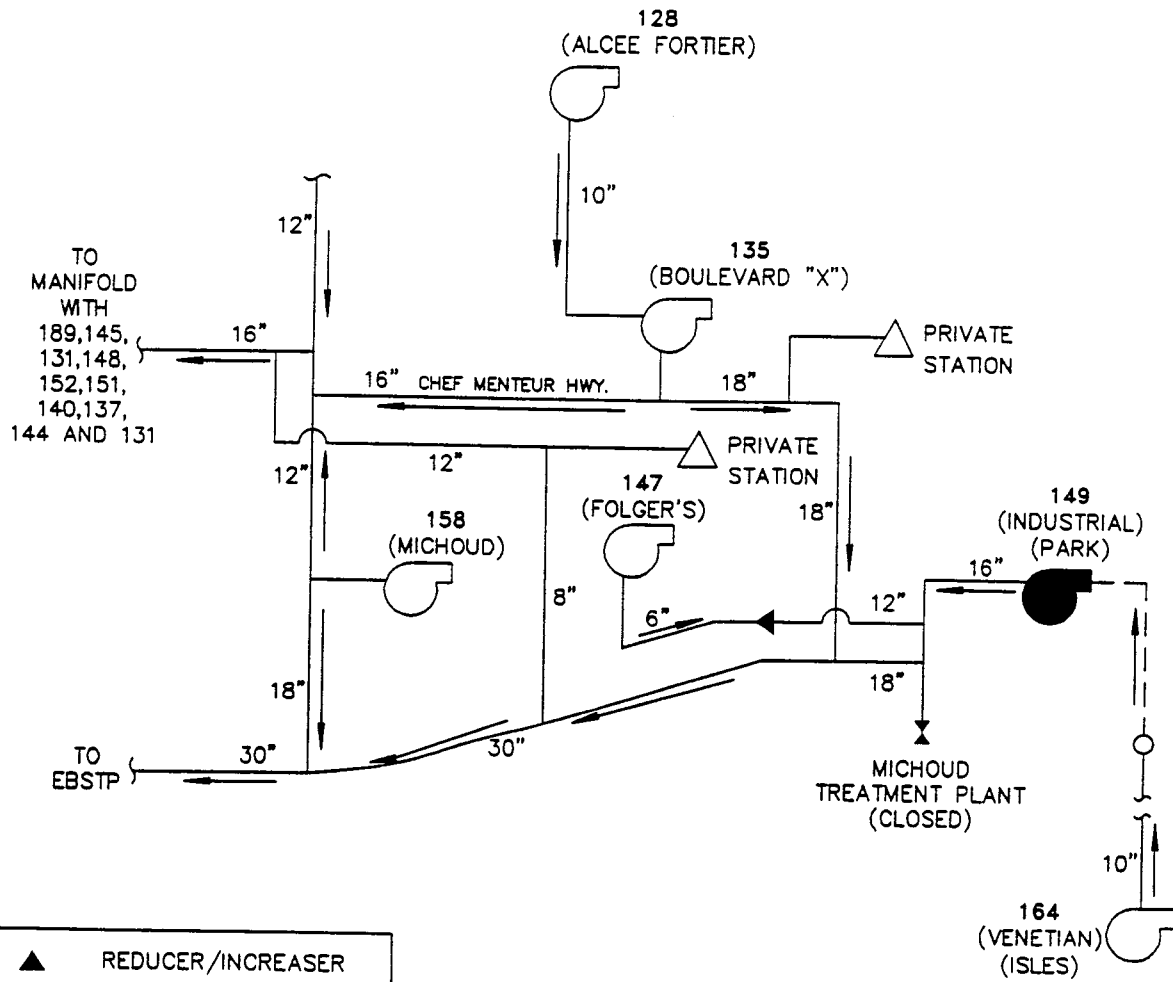 128
(ALCEE FORTIER)
10"
12"
TO
MANIFOLD
WITH
189,145,
131,148,
152,151,
140,137,
144 AND 131
16"
135
(BOULEVARD "X")
PRIVATE
STATION
16" CHEF MENTEUR HWY. 18"
12"
12"
PRIVATE
STATION
158
(MICHOUD)
147
(FOLGER'S)
18"
149
(INDUSTRIAL)
(PARK)
16"
8"
6"
12"
18"
18"
30"
30"
TO
EBSTP
MICHOUD
TREATMENT PLANT
(CLOSED)
10"
164
(VENETIAN)
(ISLES)
REDUCER/INCREASER